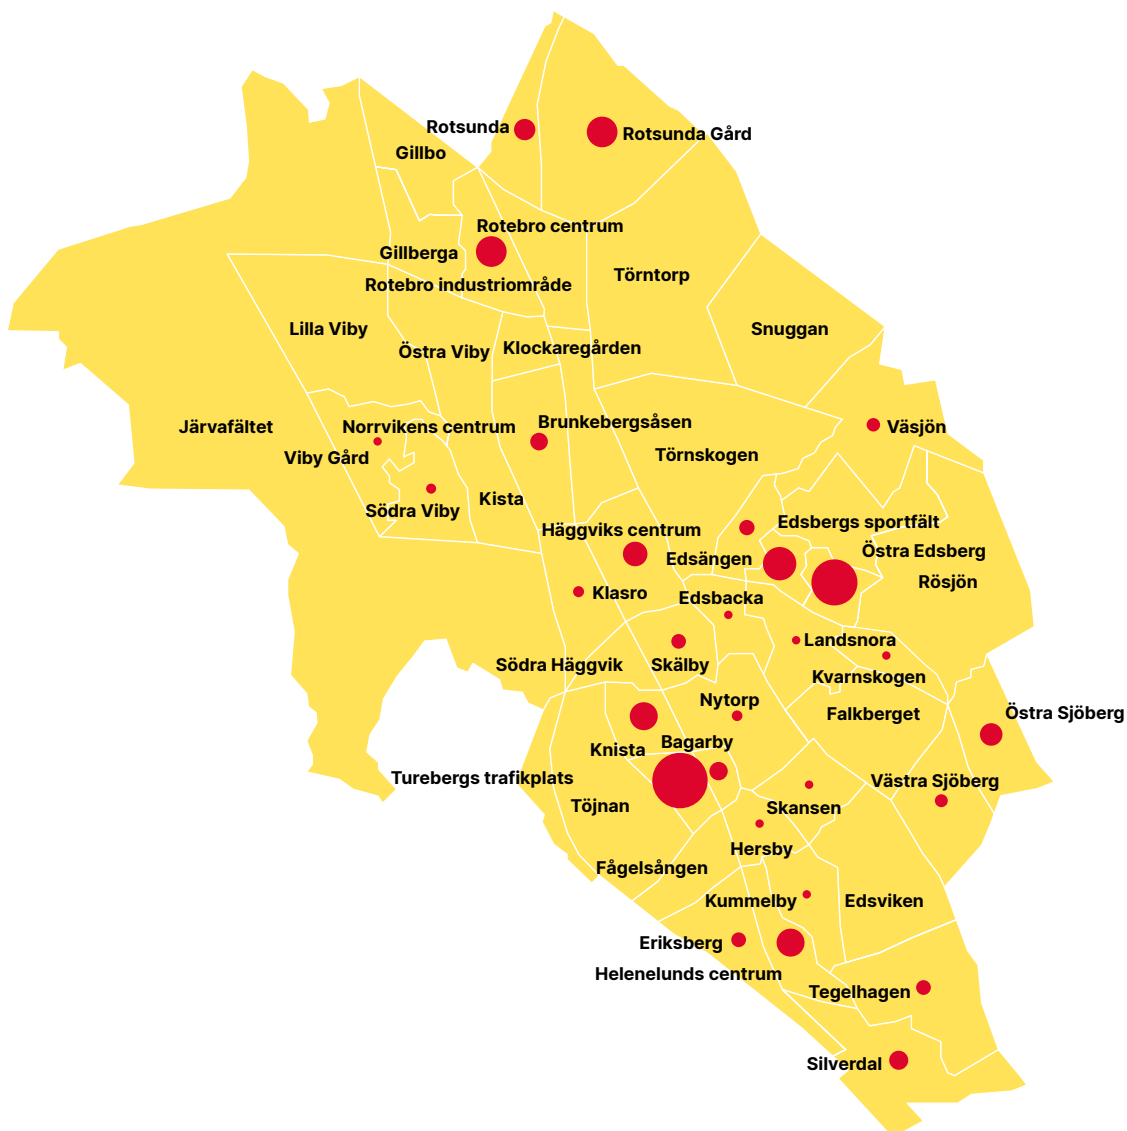 Rotsunda
Rotsunda Gård
Gillbo
Rotebro centrum
Gillberga
Törntorp
Rotebro industriområde
Lilla Viby
Snuggan
Östra Viby
Klockaregården
Järvafältet
Norrvikens centrum
Brunkebergsåsen
Väsjön
Viby Gård
Törnskogen
Kista
Södra Viby
Edsbergs sportfält
Häggviks centrum
Östra Edsberg
Edsängen
Rösjön
Klasro
Edsbacka
Landsnora
Södra Häggvik
Skälby
Kvarnskogen
Nytorp
Falkberget
Östra Sjöberg
Knista
Bagarby
Turebergs trafikplats
Västra Sjöberg
Töjnan
Skansen
Hersby
Fågelsången
Kummelby
Edsviken
Eriksberg
Helenelunds centrum
Tegelhagen
Silverdal